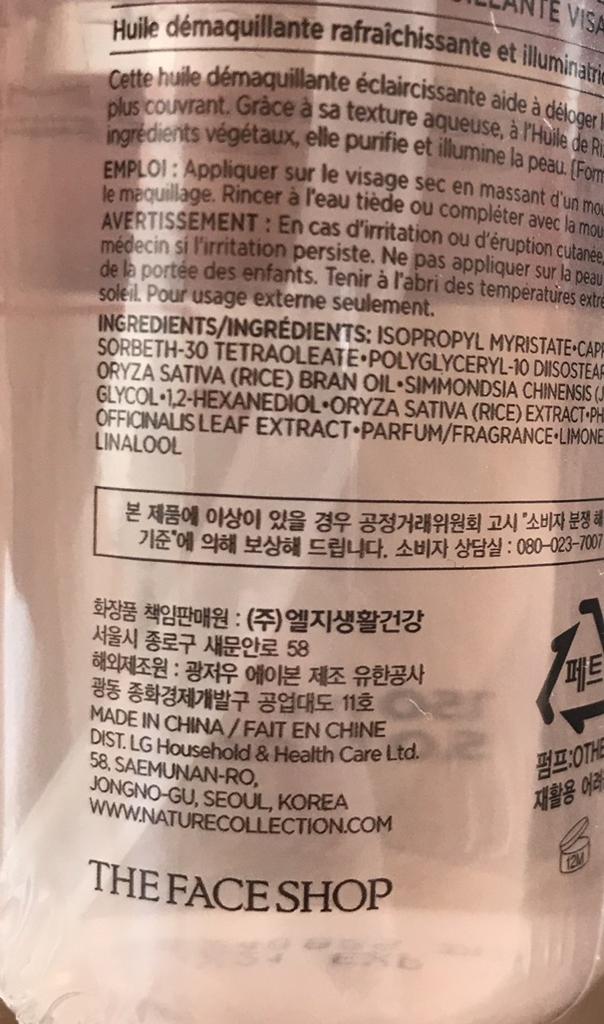 Huile démaquillante rafraîchissante et illuminatric
Cette huile démaquillante éclaircissante aide à déloger l
plus couvrant. Grâce à sa texture aqueuse, à l'Huile de Ri
ingrédients végétaux, elle purifie et illumine la peau. (Form
EMPLOI : Appliquer sur le visage sec en massant d'un mou
le maquillage. Rincer à l'eau tiède ou compléter avec la mou
AVERTISSEMENT : En cas d'irritation ou d'éruption cutanée,
médecin si l'irritation persiste. Ne pas appliquer sur la peau
de la portée des enfants. Tenir à l'abri des températures extrê
soleil. Pour usage externe seulement.
INGREDIENTS/INGRÉDIENTS: ISOPROPYL MYRISTATE•CAPR
SORBETH-30 TETRAOLEATE•POLYGLYCERYL-10 DIISOSTEAR
ORYZA SATIVA (RICE) BRAN OIL•SIMMONDSIA CHINENSIS (J
GLYCOL•1,2-HEXANEDIOL•ORYZA SATIVA (RICE) EXTRACT•PH
OFFICINALIS LEAF EXTRACT•PARFUM/FRAGRANCE•LIMONE
LINALOOL
본 제품에 이상이 있을 경우 공정거래위원회 고시 "소비자 분쟁 해
기준"에 의해 보상해 드립니다. 소비자 상담실 : 080-023-7007
화장품 책임판매원 : (주)엘지생활건강
서울시 종로구 새문안로 58
해외제조원 : 광저우 에이본 제조 유한공사
광동 종화경제개발구 공업대도 11호
MADE IN CHINA / FAIT EN CHINE
DIST. LG Household & Health Care Ltd.
58, SAEMUNAN-RO,
JONGNO-GU, SEOUL, KOREA
WWW.NATURECOLLECTION.COM
페트
펌프:OTHE
재활용 어려
12M
THE FACE SHOP